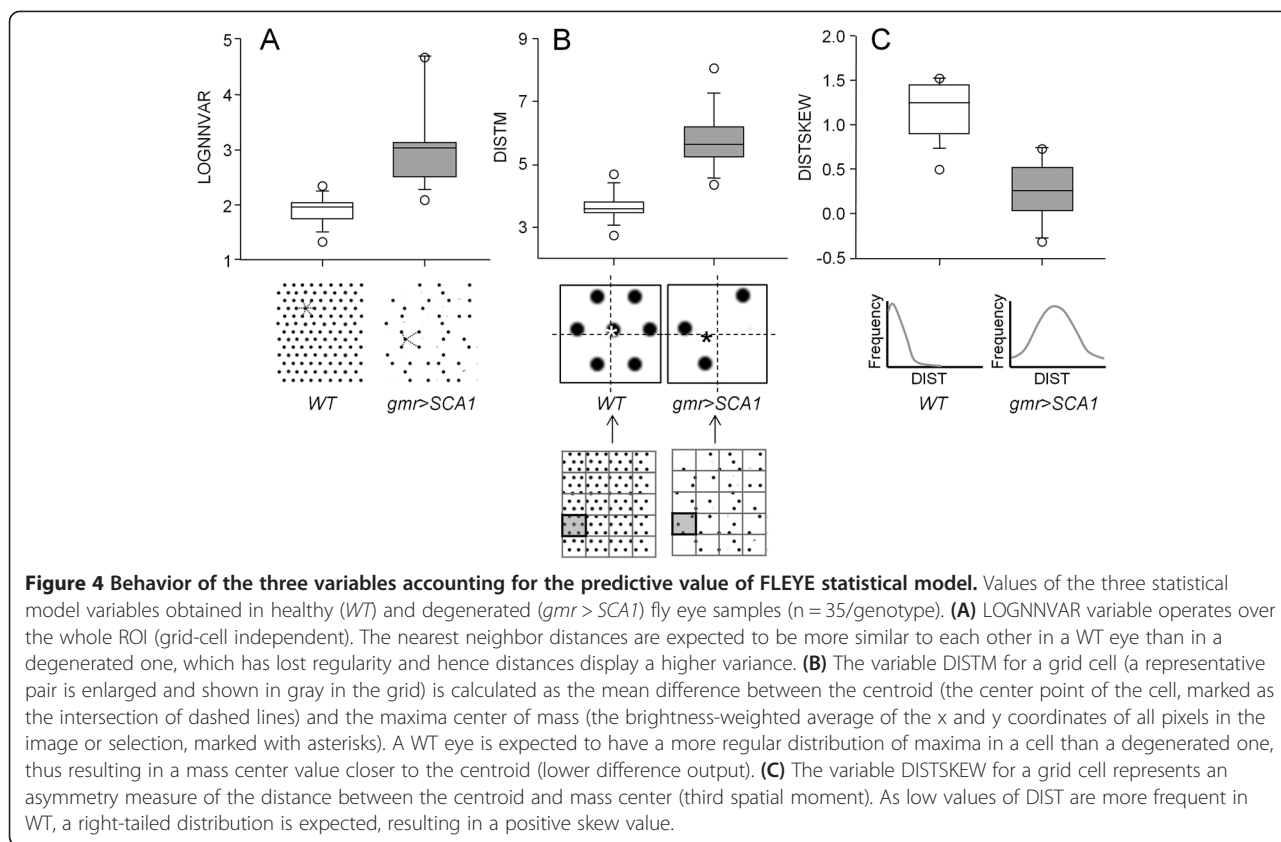 A
B
C
5
4
3
2
1
LOGNNVAR
9
7
5
3
DISTM
2.0
1.5
1.0
0.5
0.0
-0.5
DISTSKEW
WT
gmr>SCA1
WT
gmr>SCA1
Frequency
DIST
WT
Frequency
DIST
gmr>SCA1
Figure 4 Behavior of the three variables accounting for the predictive value of FLEYE statistical model. Values of the three statistical
model variables obtained in healthy (WT) and degenerated (gmr > SCA1) fly eye samples (n = 35/genotype). (A) LOGNNVAR variable operates over
the whole ROI (grid-cell independent). The nearest neighbor distances are expected to be more similar to each other in a WT eye than in a
degenerated one, which has lost regularity and hence distances display a higher variance. (B) The variable DISTM for a grid cell (a representative
pair is enlarged and shown in gray in the grid) is calculated as the mean difference between the centroid (the center point of the cell, marked as
the intersection of dashed lines) and the maxima center of mass (the brightness-weighted average of the x and y coordinates of all pixels in the
image or selection, marked with asterisks). A WT eye is expected to have a more regular distribution of maxima in a cell than a degenerated one,
thus resulting in a mass center value closer to the centroid (lower difference output). (C) The variable DISTSKEW for a grid cell represents an
asymmetry measure of the distance between the centroid and mass center (third spatial moment). As low values of DIST are more frequent in
WT, a right-tailed distribution is expected, resulting in a positive skew value.